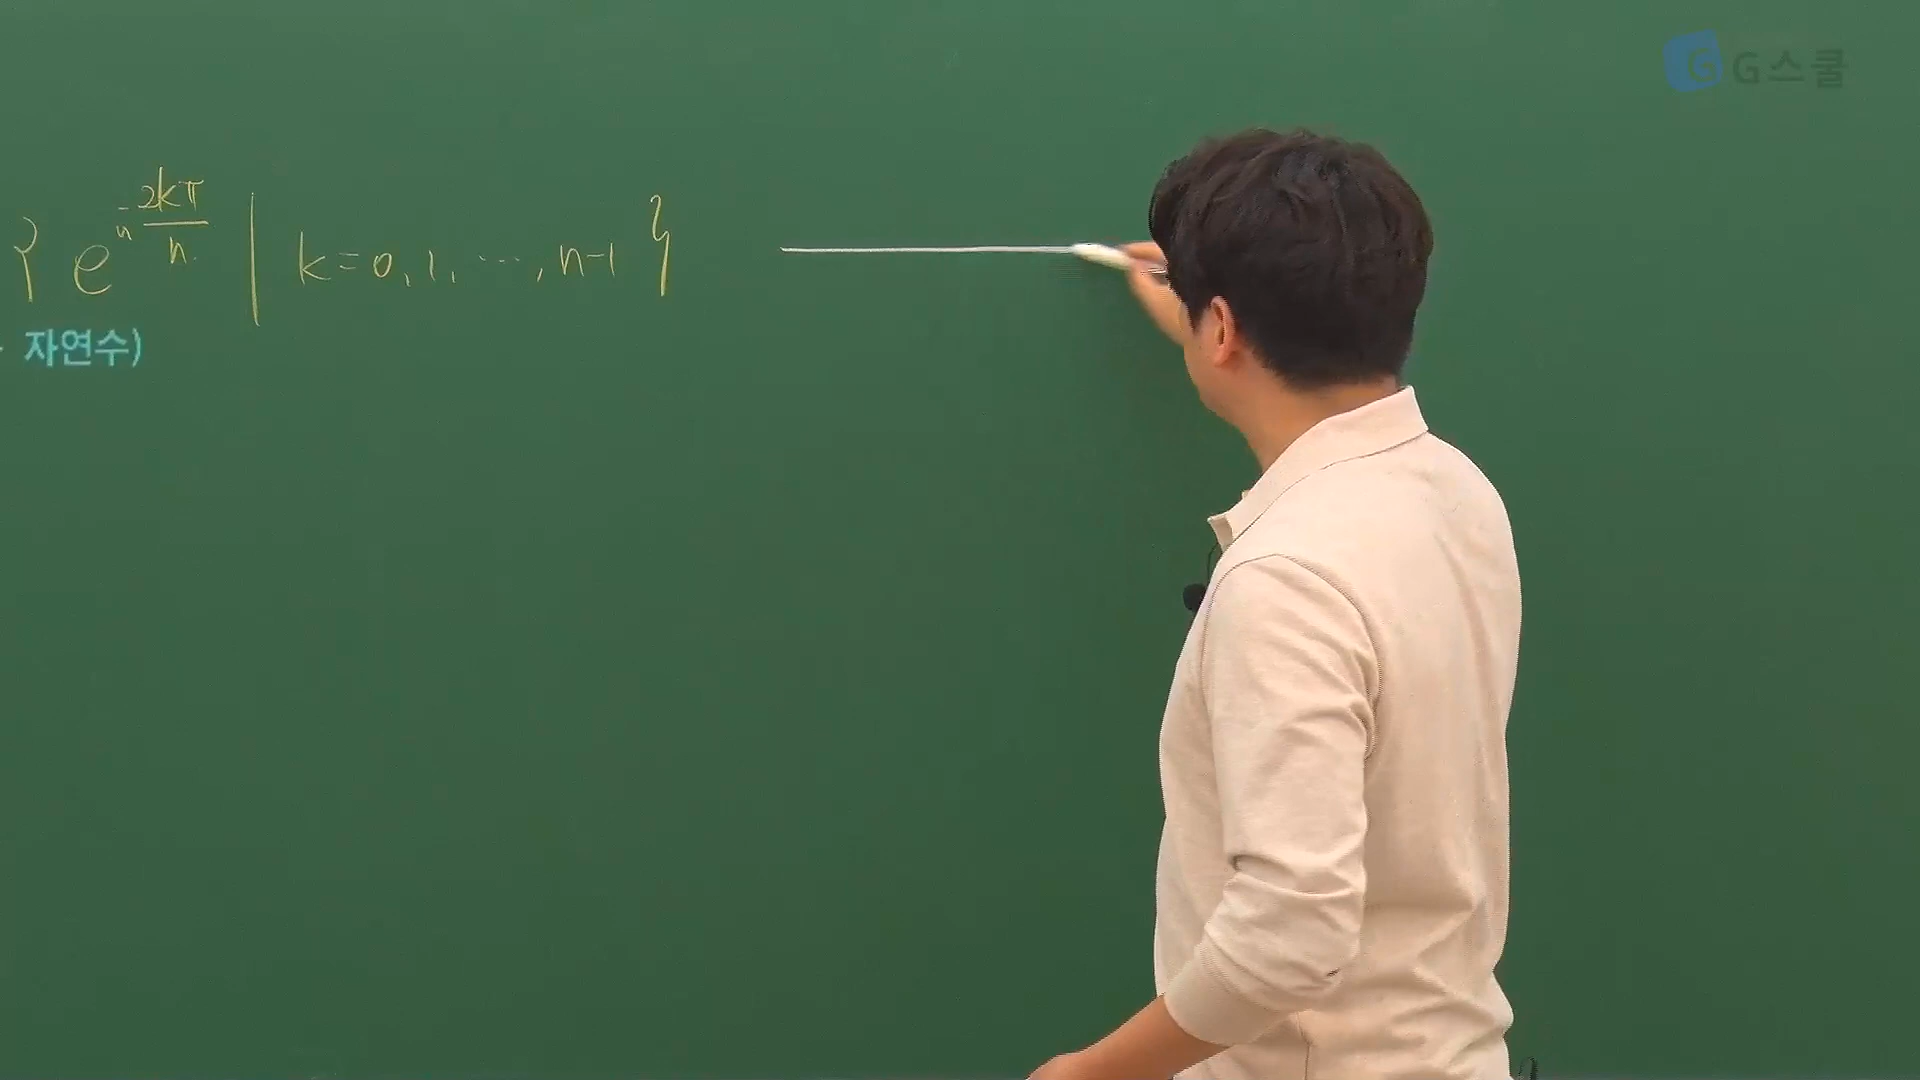 G스쿨
{ e^{i 2kπ/n} | k=0, 1, ⋯, n-1 }
자연수)